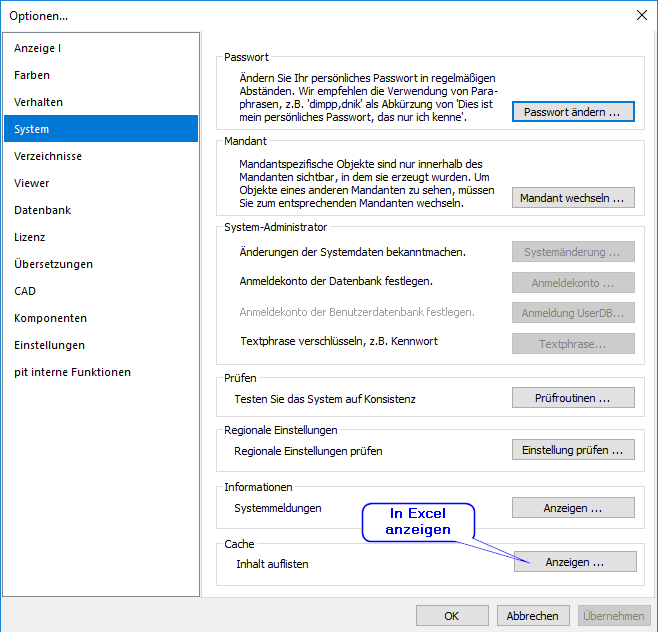 Optionen...
Anzeige I
Farben
Verhalten
System
Verzeichnisse
Viewer
Datenbank
Lizenz
Übersetzungen
CAD
Komponenten
Einstellungen
pit interne Funktionen
Passwort
Ändern Sie Ihr persönliches Passwort in regelmäßigen
Abständen. Wir empfehlen die Verwendung von Para-
phrasen, z.B. 'dimpp,dnik' als Abkürzung von 'Dies ist
mein persönliches Passwort, das nur ich kenne'.
Passwort ändern ...
Mandant
Mandantspezifische Objekte sind nur innerhalb des
Mandanten sichtbar, in dem sie erzeugt wurden. Um
Objekte eines anderen Mandanten zu sehen, müssen
Sie zum entsprechenden Mandanten wechseln.
Mandant wechseln ...
System-Administrator
Änderungen der Systemdaten bekanntmachen.
Systemänderung ...
Anmeldekonto der Datenbank festlegen.
Anmeldekonto ...
Anmeldekonto der Benutzerdatenbank festlegen.
Anmeldung UserDB...
Textphrase verschlüsseln, z.B. Kennwort
Textphrase...
Prüfen
Testen Sie das System auf Konsistenz
Prüfroutinen ...
Regionale Einstellungen
Regionale Einstellungen prüfen
Einstellung prüfen ...
Informationen
Systemmeldungen
Anzeigen ...
In Excel
anzeigen
Cache
Inhalt auflisten
Anzeigen ...
OK
Abbrechen
Übernehmen